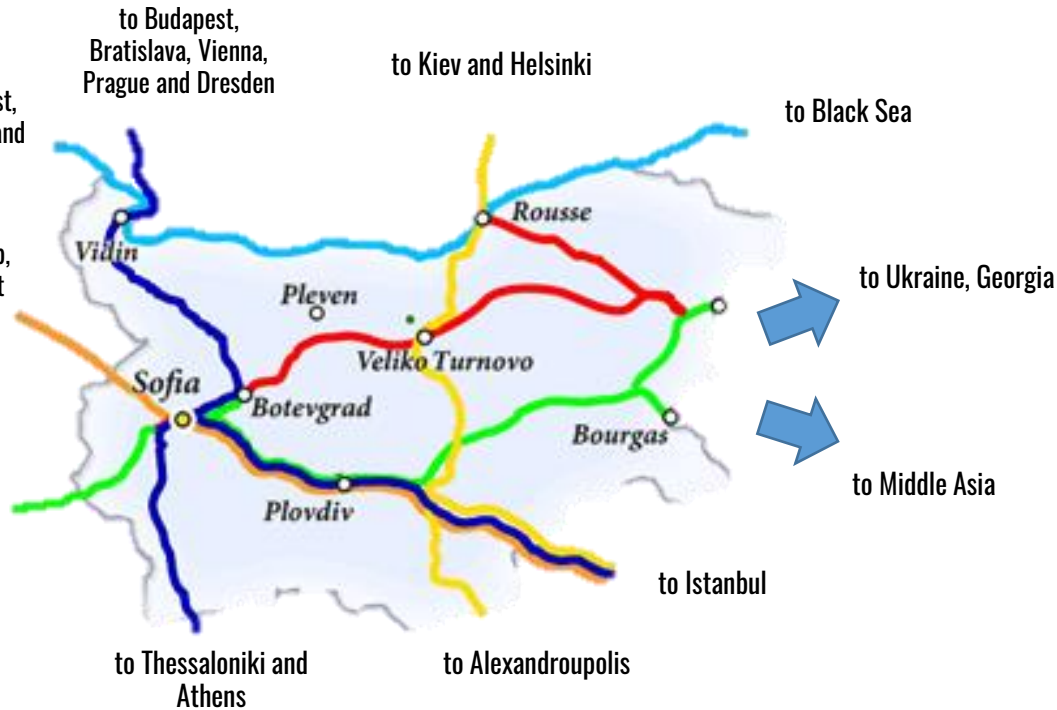 to Budapest,
Bratislava, Vienna,
Prague and Dresden
to Kiev and Helsinki
to Black Sea
and
Rousse
Vidin
to Ukraine, Georgia
Pleven
Veliko Turnovo
Sofia
Botevgrad
Bourgas
to Middle Asia
Plovdiv
to Istanbul
to Thessaloniki and
Athens
to Alexandroupolis